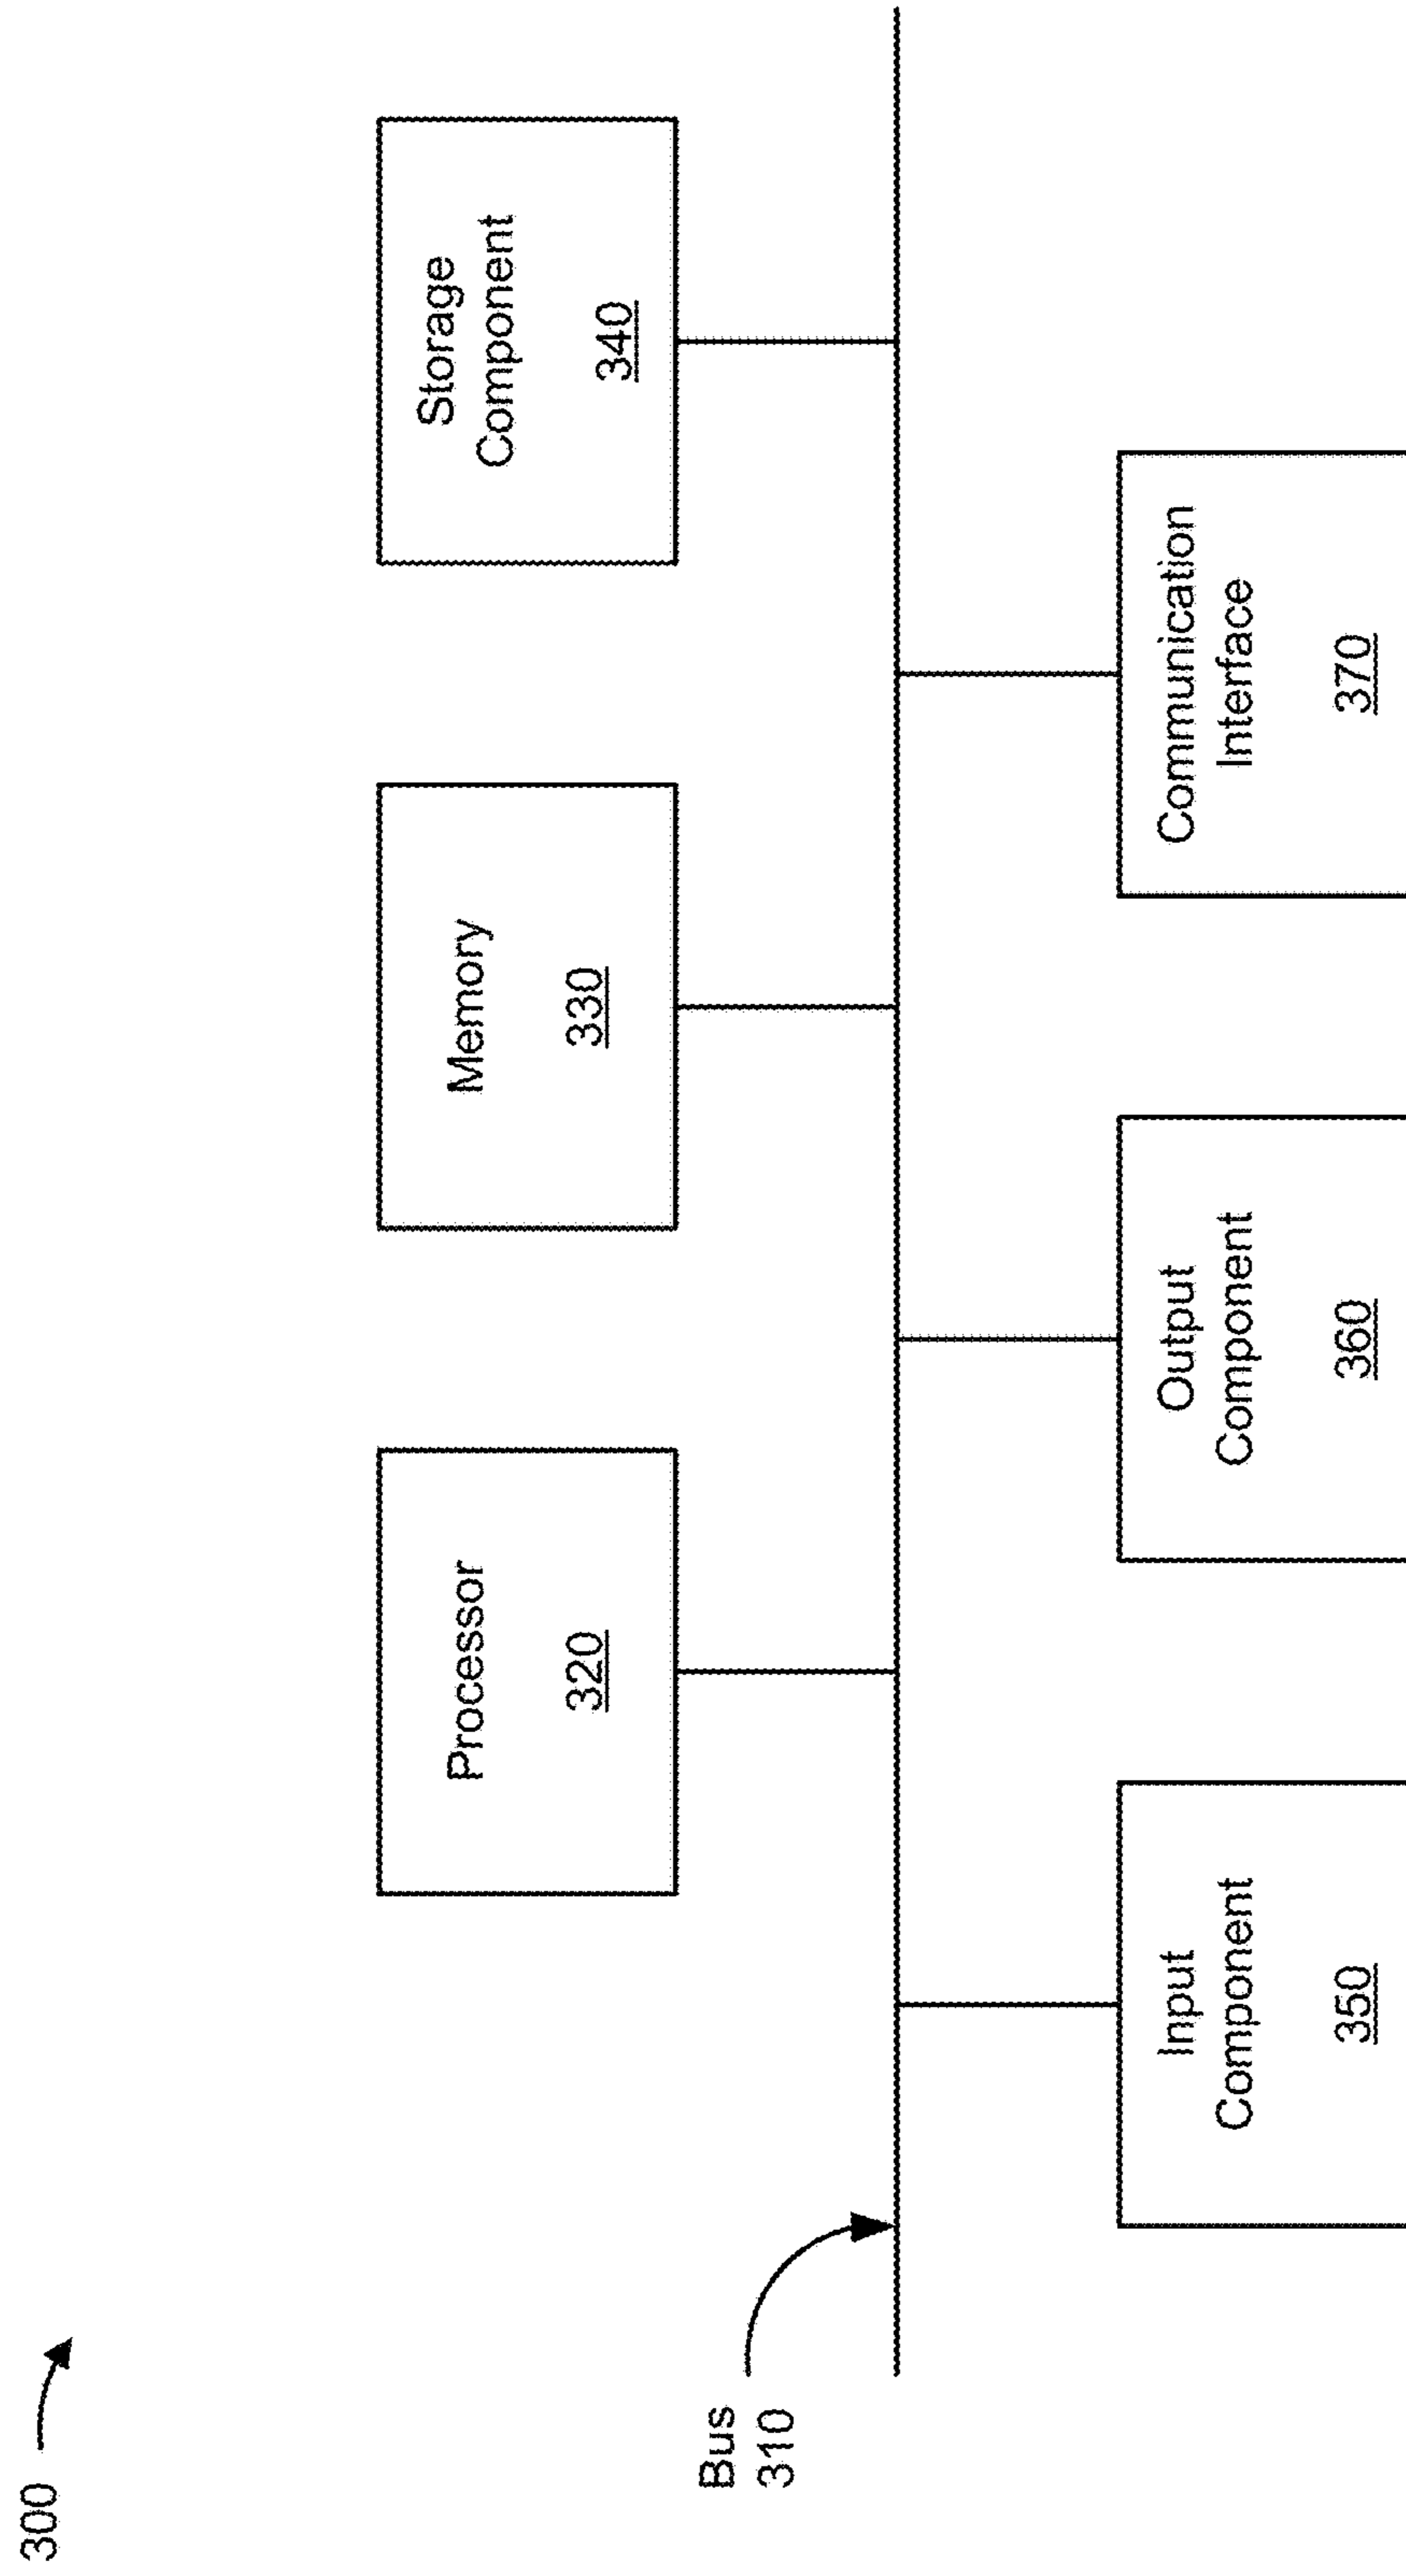 300
Processor
320
Memory
330
Storage
Component
340
Bus
310
Input
Component
350
Output
Component
360
Communication
Interface
370